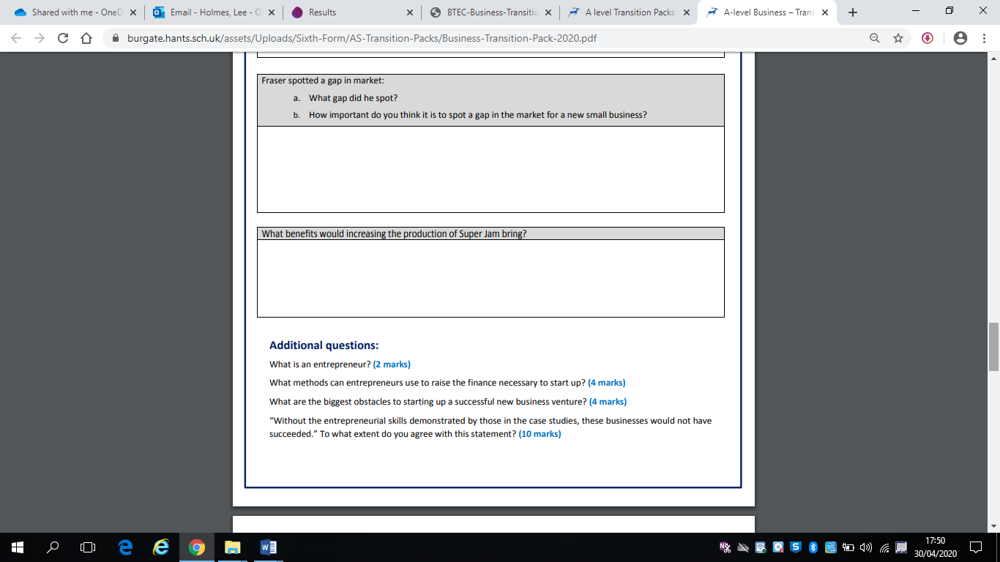 Shared with me - OneD
Email - Holmes, Lee - O
Results
BTEC-Business-Transitio
A level Transition Packs
A-level Business – Trans
burgate.hants.sch.uk/assets/Uploads/Sixth-Form/AS-Transition-Packs/Business-Transition-Pack-2020.pdf
Fraser spotted a gap in market:
a. What gap did he spot?
b. How important do you think it is to spot a gap in the market for a new small business?
What benefits would increasing the production of Super Jam bring?
Additional questions:
What is an entrepreneur? (2 marks)
What methods can entrepreneurs use to raise the finance necessary to start up? (4 marks)
What are the biggest obstacles to starting up a successful new business venture? (4 marks)
“Without the entrepreneurial skills demonstrated by those in the case studies, these businesses would not have
succeeded.” To what extent do you agree with this statement? (10 marks)
17:50
30/04/2020